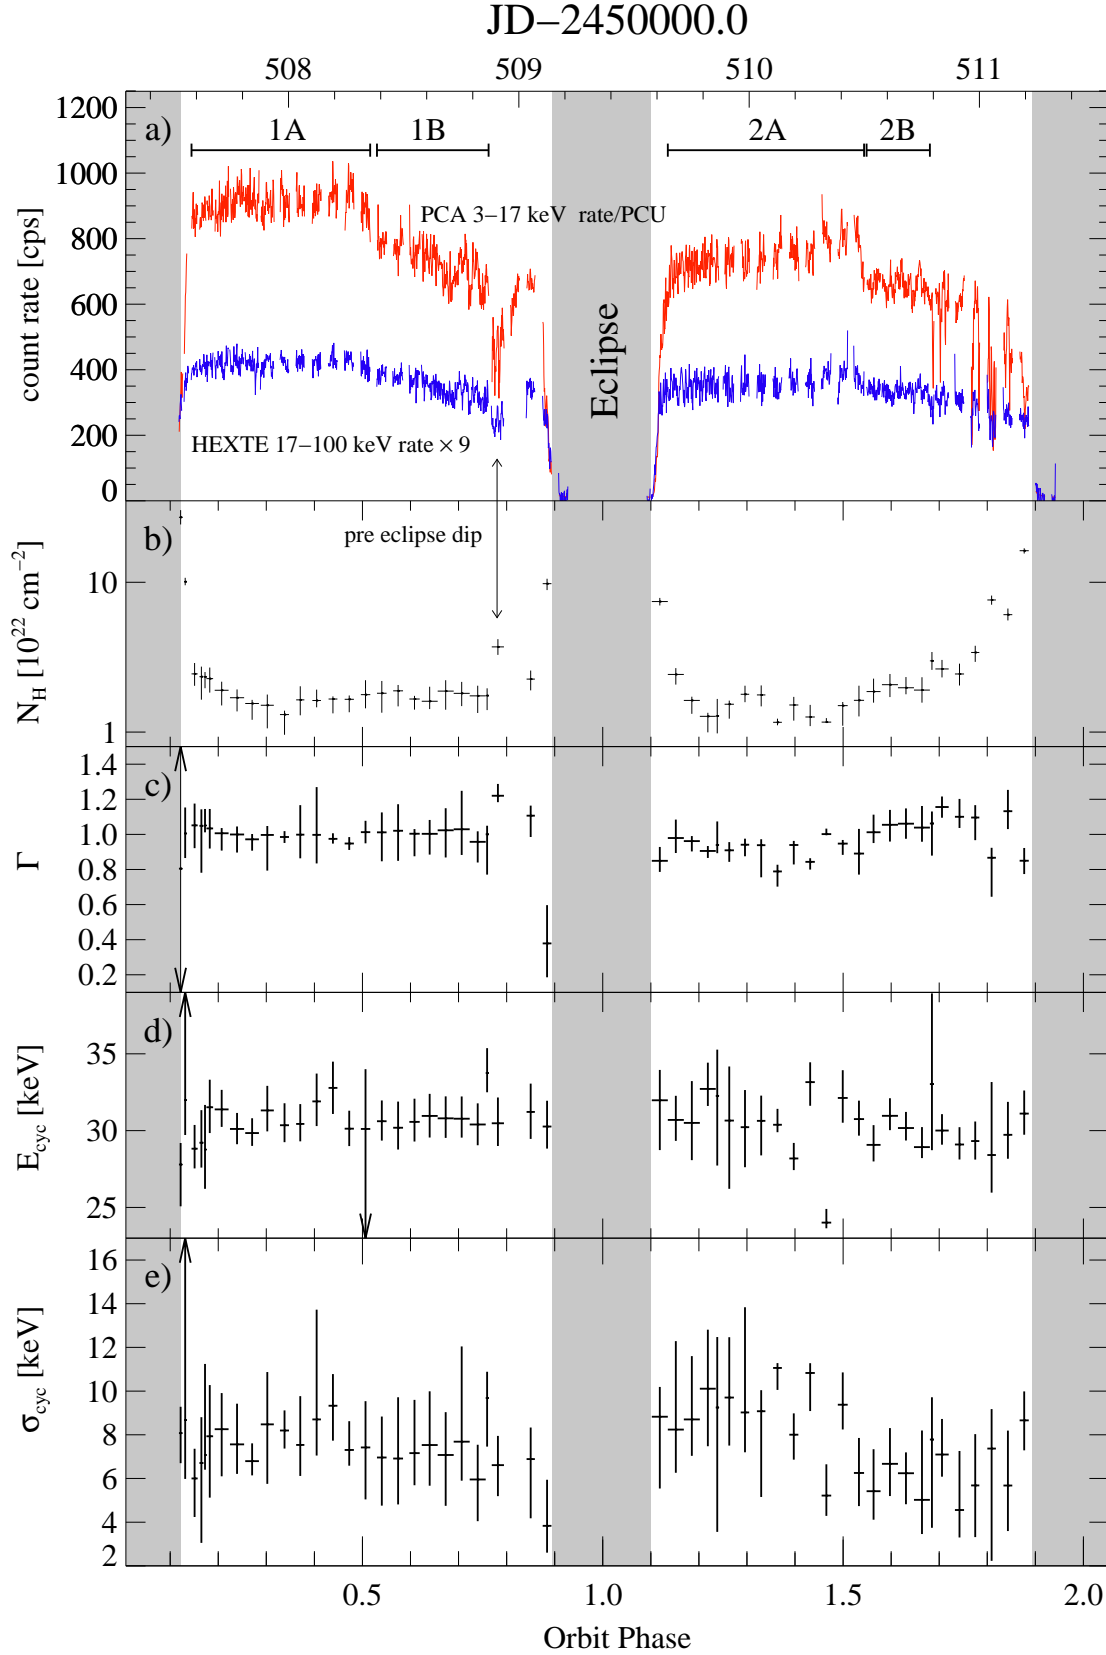 JD−2450000.0
508 509 510 511
1200
a)
1A 1B 2A 2B
1000
PCA 3−17 keV rate/PCU
800
count rate [cps]
600
Eclipse
400
HEXTE 17−100 keV rate × 9
200
0
b)
pre eclipse dip
10
N_H [10^22 cm^−2]
1
1.4
c)
1.2
1.0
Γ
0.8
0.6
0.4
0.2
d)
35
E_cyc [keV]
30
25
16
e)
14
12
σ_cyc [keV]
10
8
6
4
2
0.5 1.0 1.5 2.0
Orbit Phase